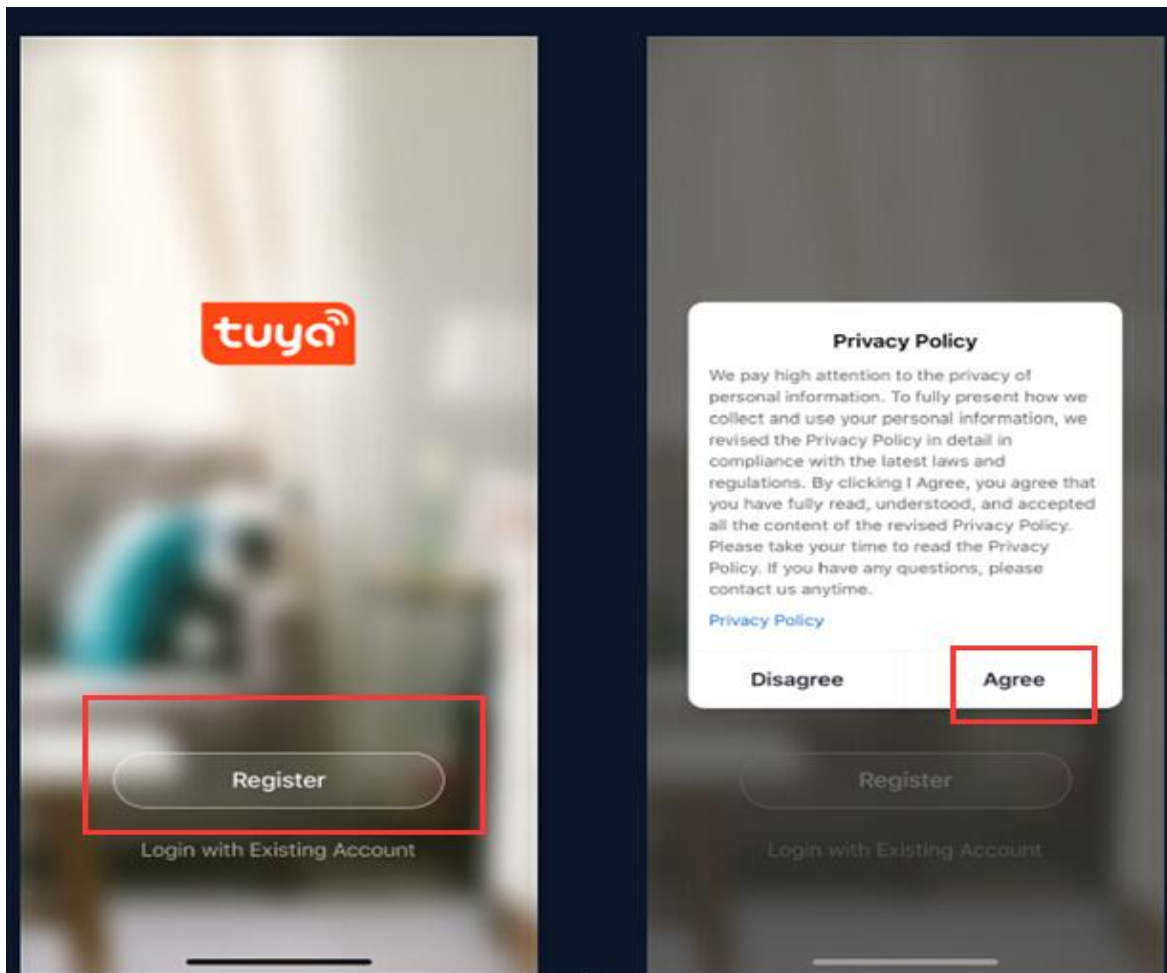 tuya
Register
Login with Existing Account
Privacy Policy
We pay high attention to the privacy of
personal information. To fully present how we
collect and use your personal information, we
revised the Privacy Policy in detail in
compliance with the latest laws and
regulations. By clicking I Agree, you agree that
you have fully read, understood, and accepted
all the content of the revised Privacy Policy.
Please take your time to read the Privacy
Policy. If you have any questions, please
contact us anytime.
Privacy Policy
Disagree Agree
Register
Login with Existing Account